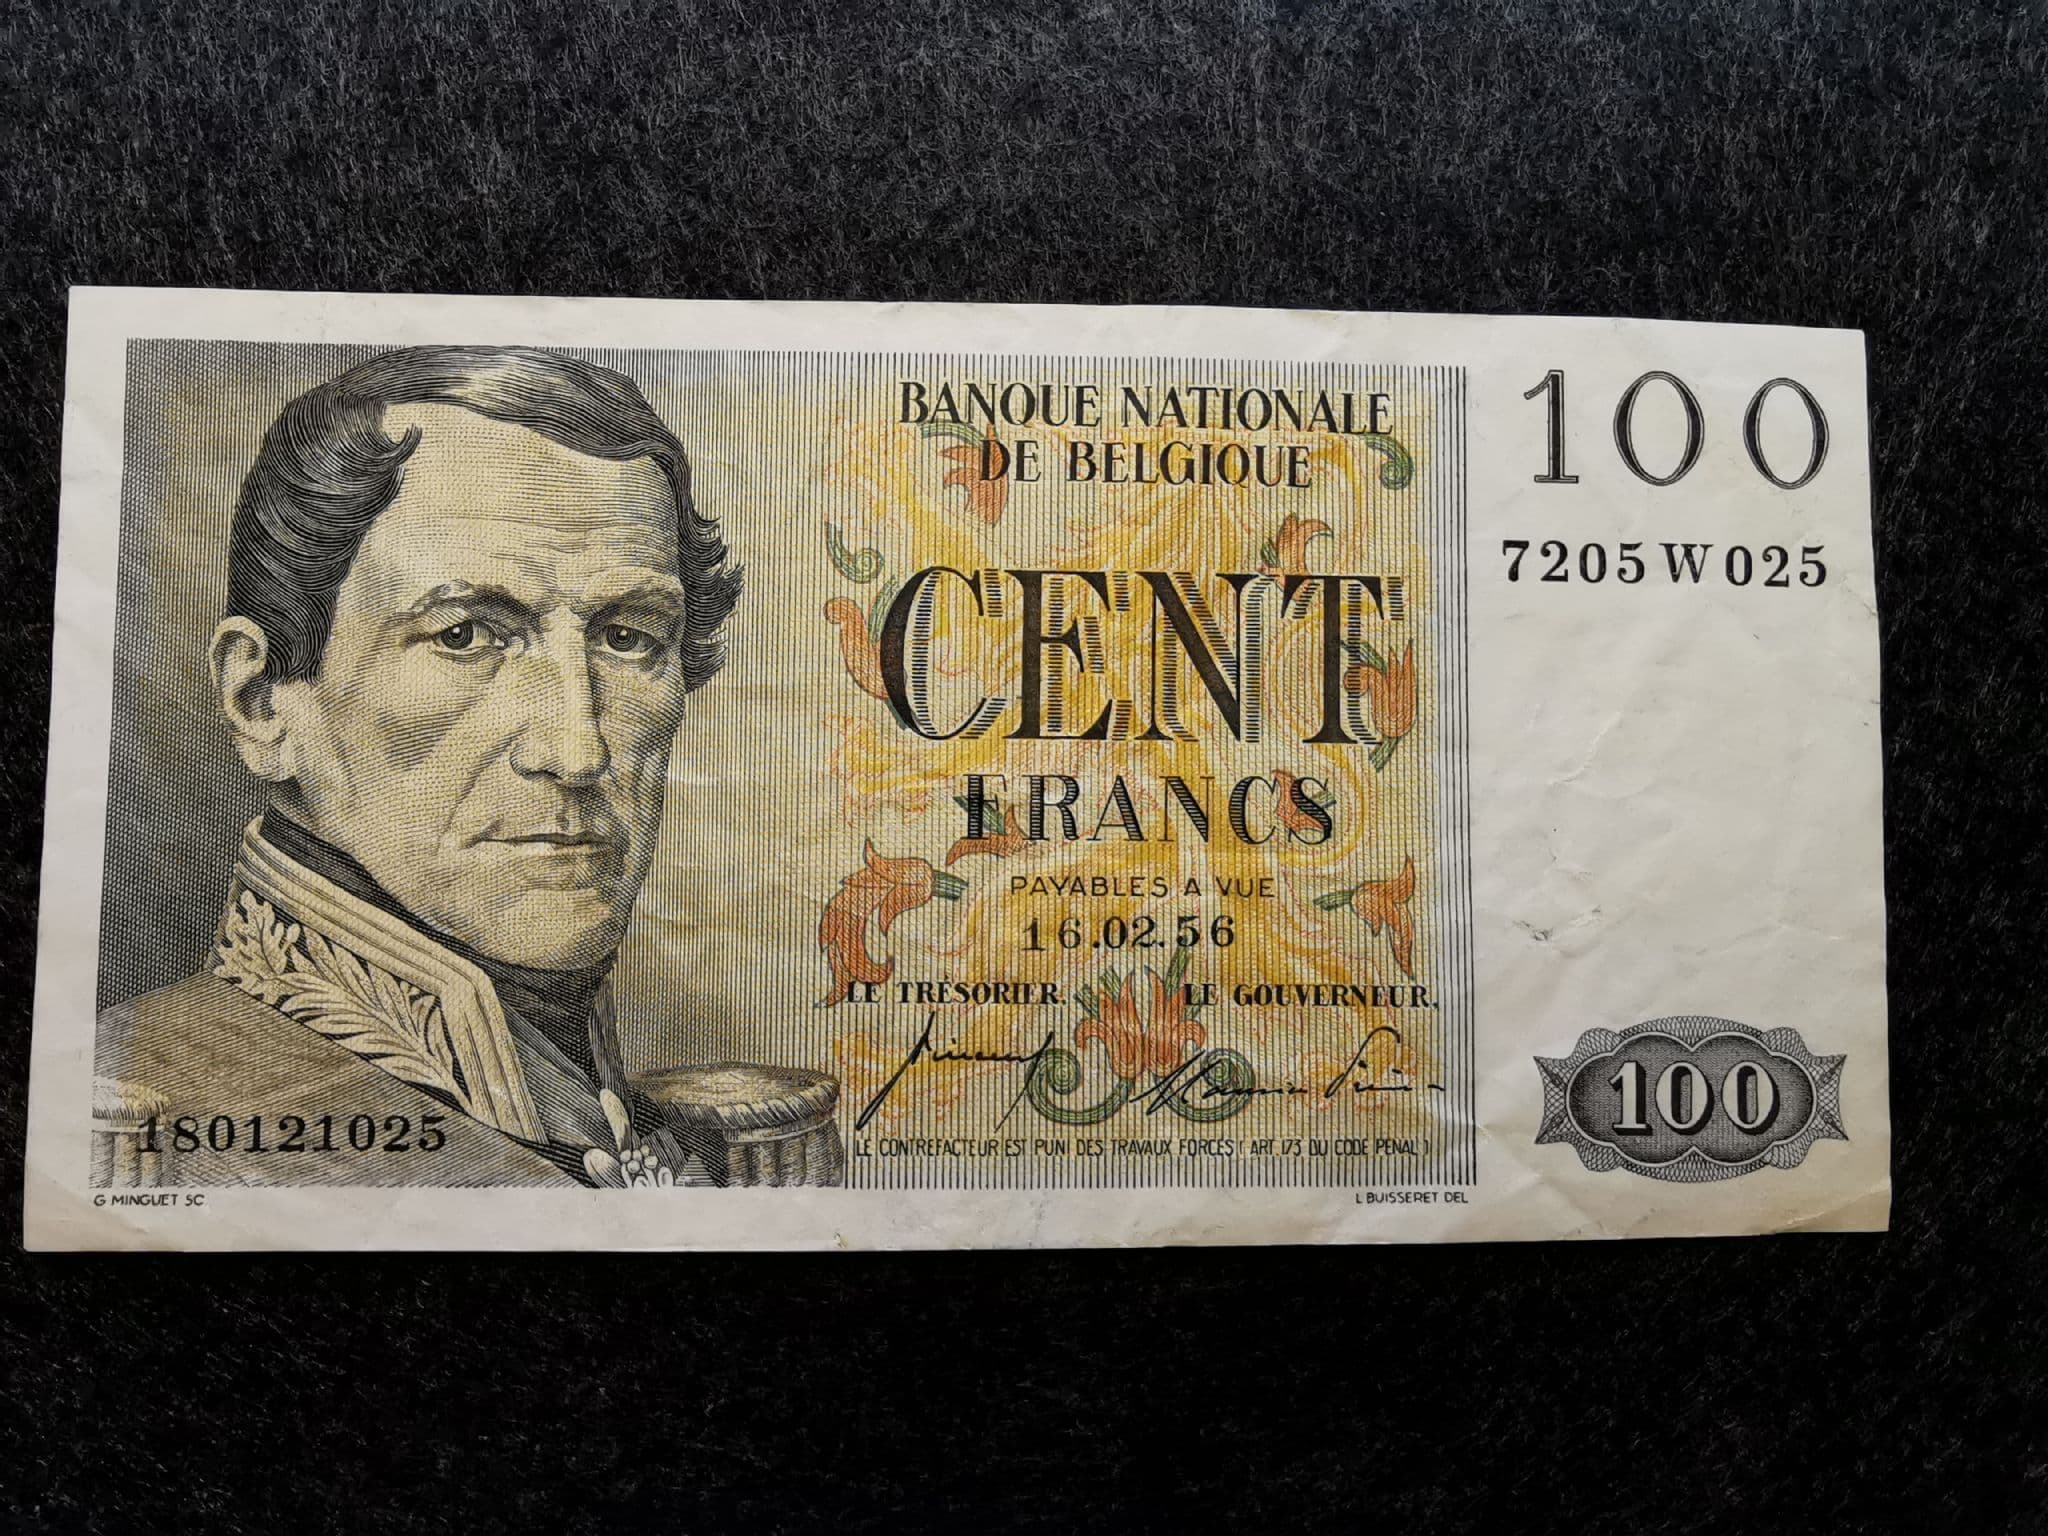 BANQUE NATIONALE
DE BELGIQUE
100
7205 W 025
CENT
FRANCS
PAYABLES A VUE
16.02.56
LE TRÉSORIER. LE GOUVERNEUR.
180121025
LE CONTREFACTEUR EST PUNI DES TRAVAUX FORCES ( ART. 173 DU CODE PENAL )
100
G MINGUET SC.
L BUISSERET DEL